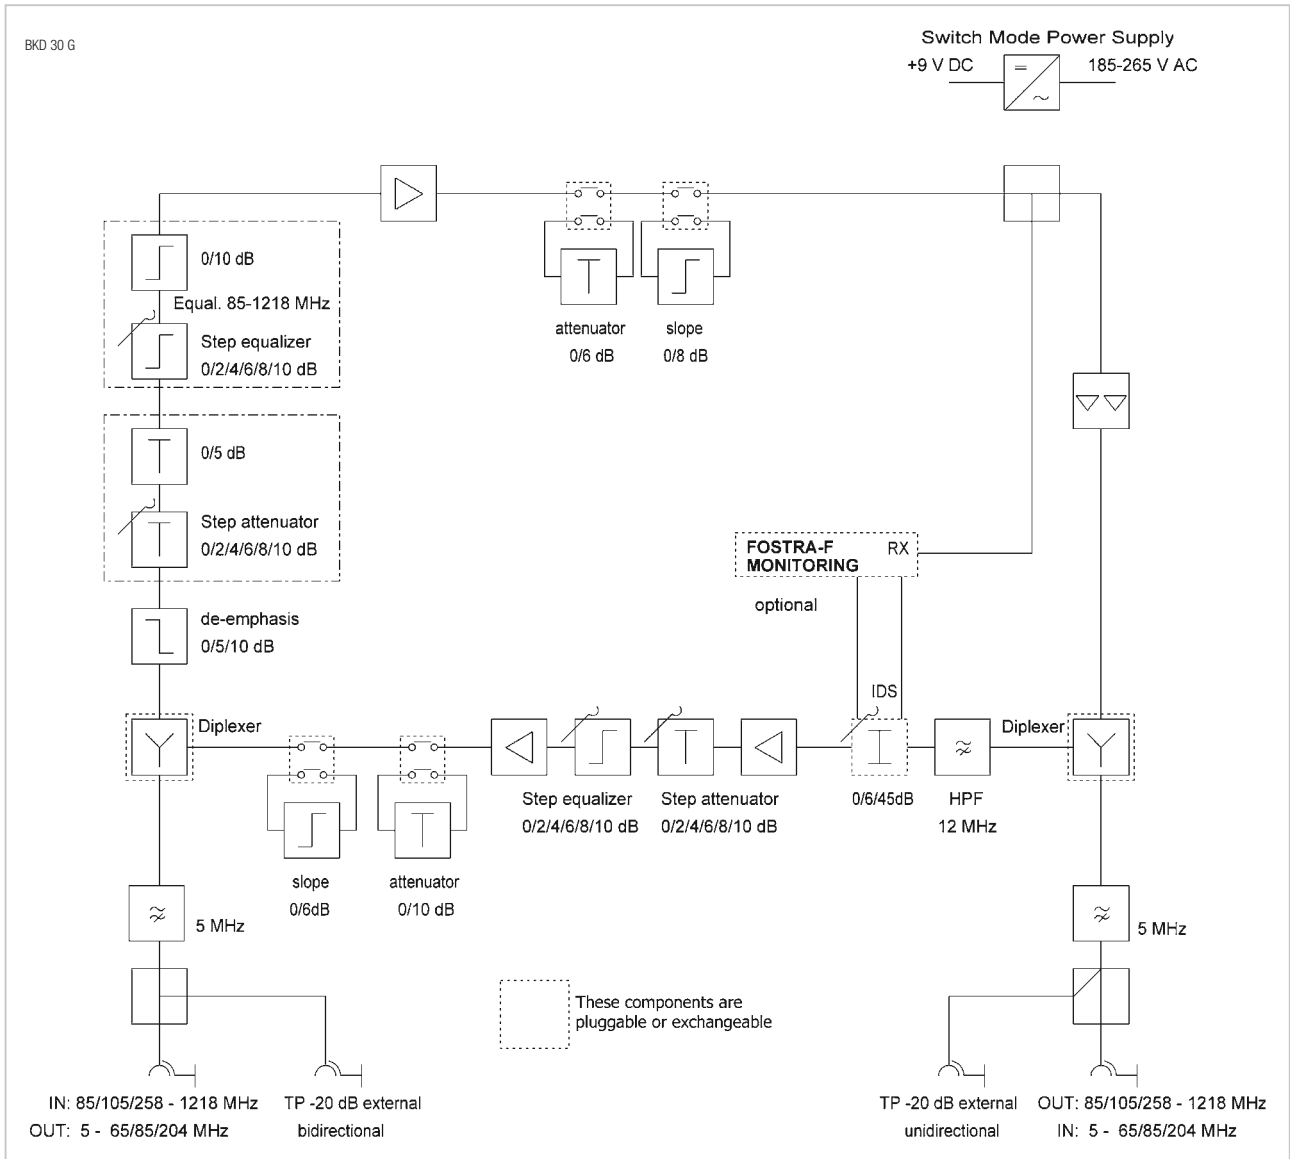 BKD 30 G
Switch Mode Power Supply
+9 V DC
185-265 V AC
0/10 dB
Equal. 85-1218 MHz
Step equalizer
0/2/4/6/8/10 dB
attenuator
0/6 dB
slope
0/8 dB
0/5 dB
Step attenuator
0/2/4/6/8/10 dB
FOSTRA-F RX
MONITORING
optional
de-emphasis
0/5/10 dB
IDS
Diplexer
Diplexer
Step equalizer
0/2/4/6/8/10 dB
Step attenuator
0/2/4/6/8/10 dB
0/6/45dB
HPF
12 MHz
slope
0/6dB
attenuator
0/10 dB
5 MHz
5 MHz
These components are
pluggable or exchangeable
IN: 85/105/258 - 1218 MHz
OUT: 5 - 65/85/204 MHz
TP -20 dB external
bidirectional
TP -20 dB external
unidirectional
OUT: 85/105/258 - 1218 MHz
IN: 5 - 65/85/204 MHz